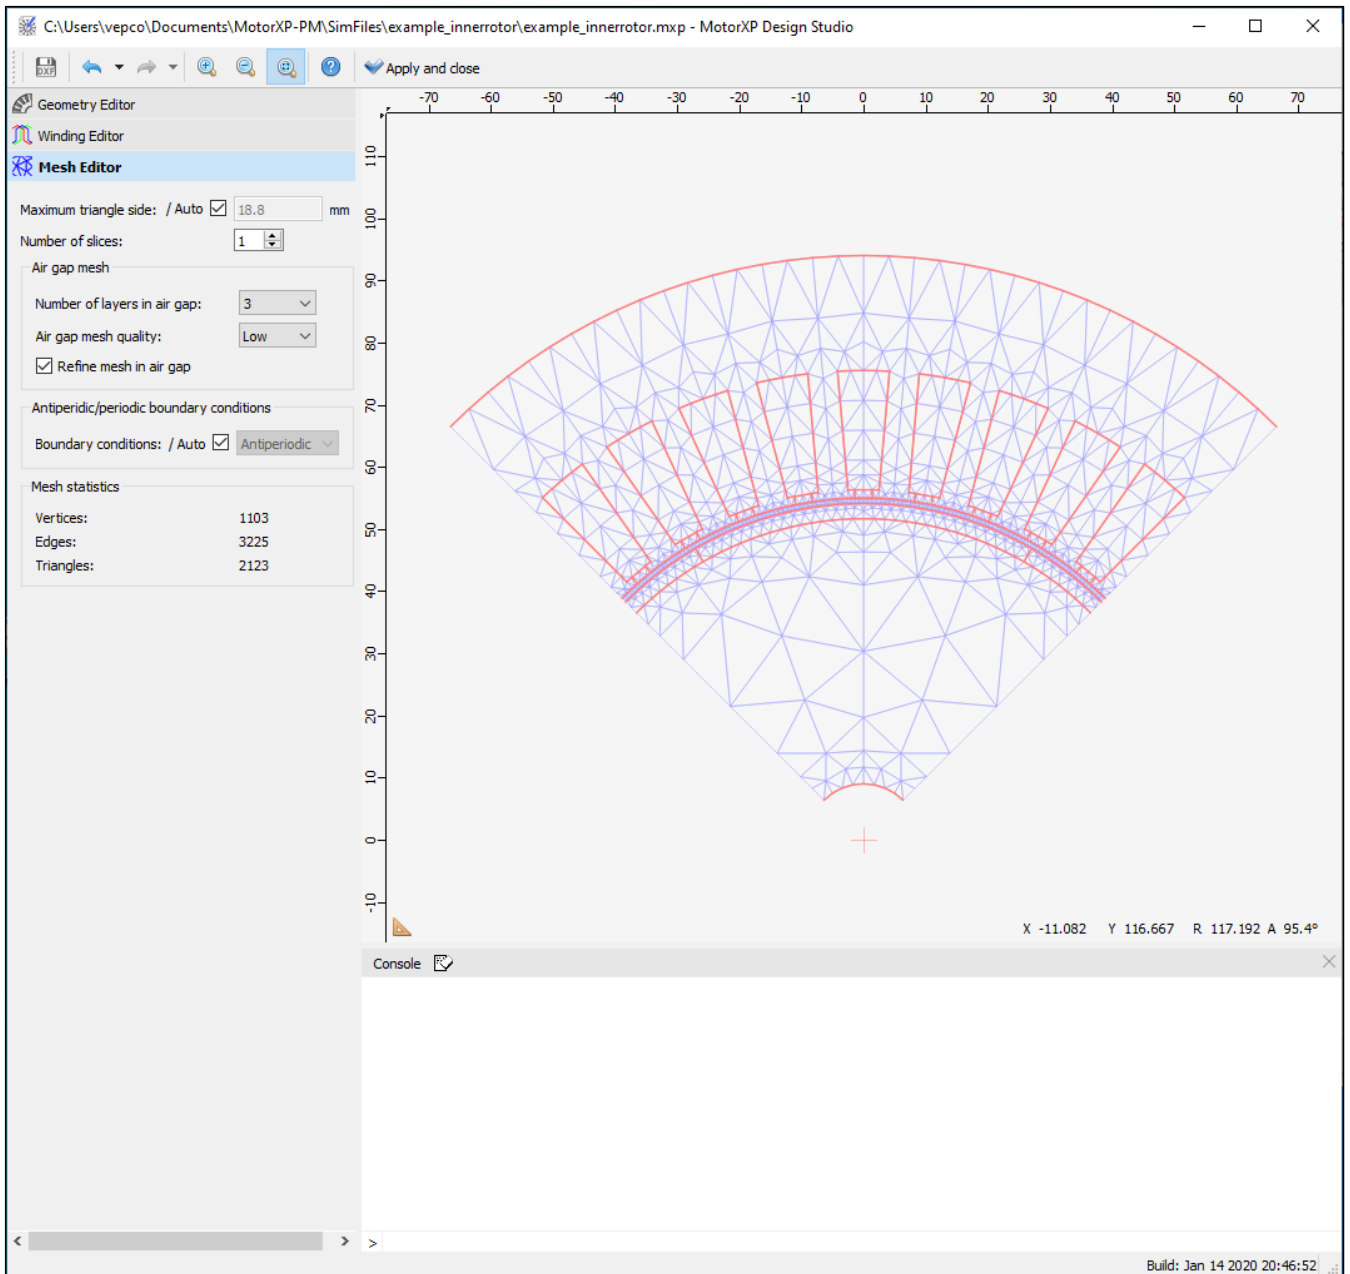 C:\Users\vepco\Documents\MotorXP-PM\SimFiles\example_innerrotor\example_innerrotor.mxp - MotorXP Design Studio
DXF
Apply and close
Geometry Editor
Winding Editor
Mesh Editor
Maximum triangle side: / Auto 18.8 mm
Number of slices: 1
Air gap mesh
Number of layers in air gap: 3
Air gap mesh quality: Low
Refine mesh in air gap
Antiperidic/periodic boundary conditions
Boundary conditions: / Auto Antiperiodic
Mesh statistics
Vertices: 1103
Edges: 3225
Triangles: 2123
-70 -60 -50 -40 -30 -20 -10 0 10 20 30 40 50 60 70
110
100
90
80
70
60
50
40
30
20
10
0
-10
X -11.082 Y 116.667 R 117.192 A 95.4°
Console
>
Build: Jan 14 2020 20:46:52